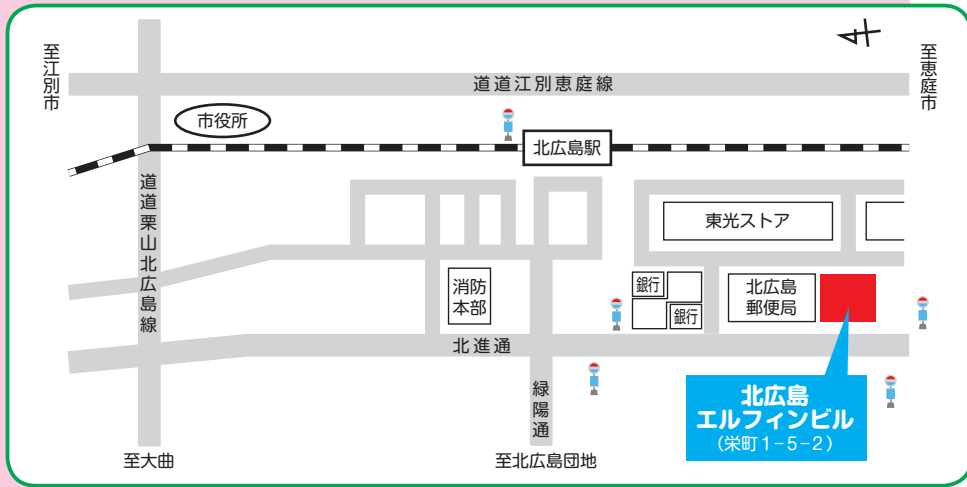 至江別市
至恵庭市
道道江別恵庭線
市役所
北広島駅
道道栗山北広島線
東光ストア
消防
本部
銀行
銀行
北広島
郵便局
北進通
緑陽通
北広島
エルフィンビル
(栄町1-5-2)
至大曲
至北広島団地